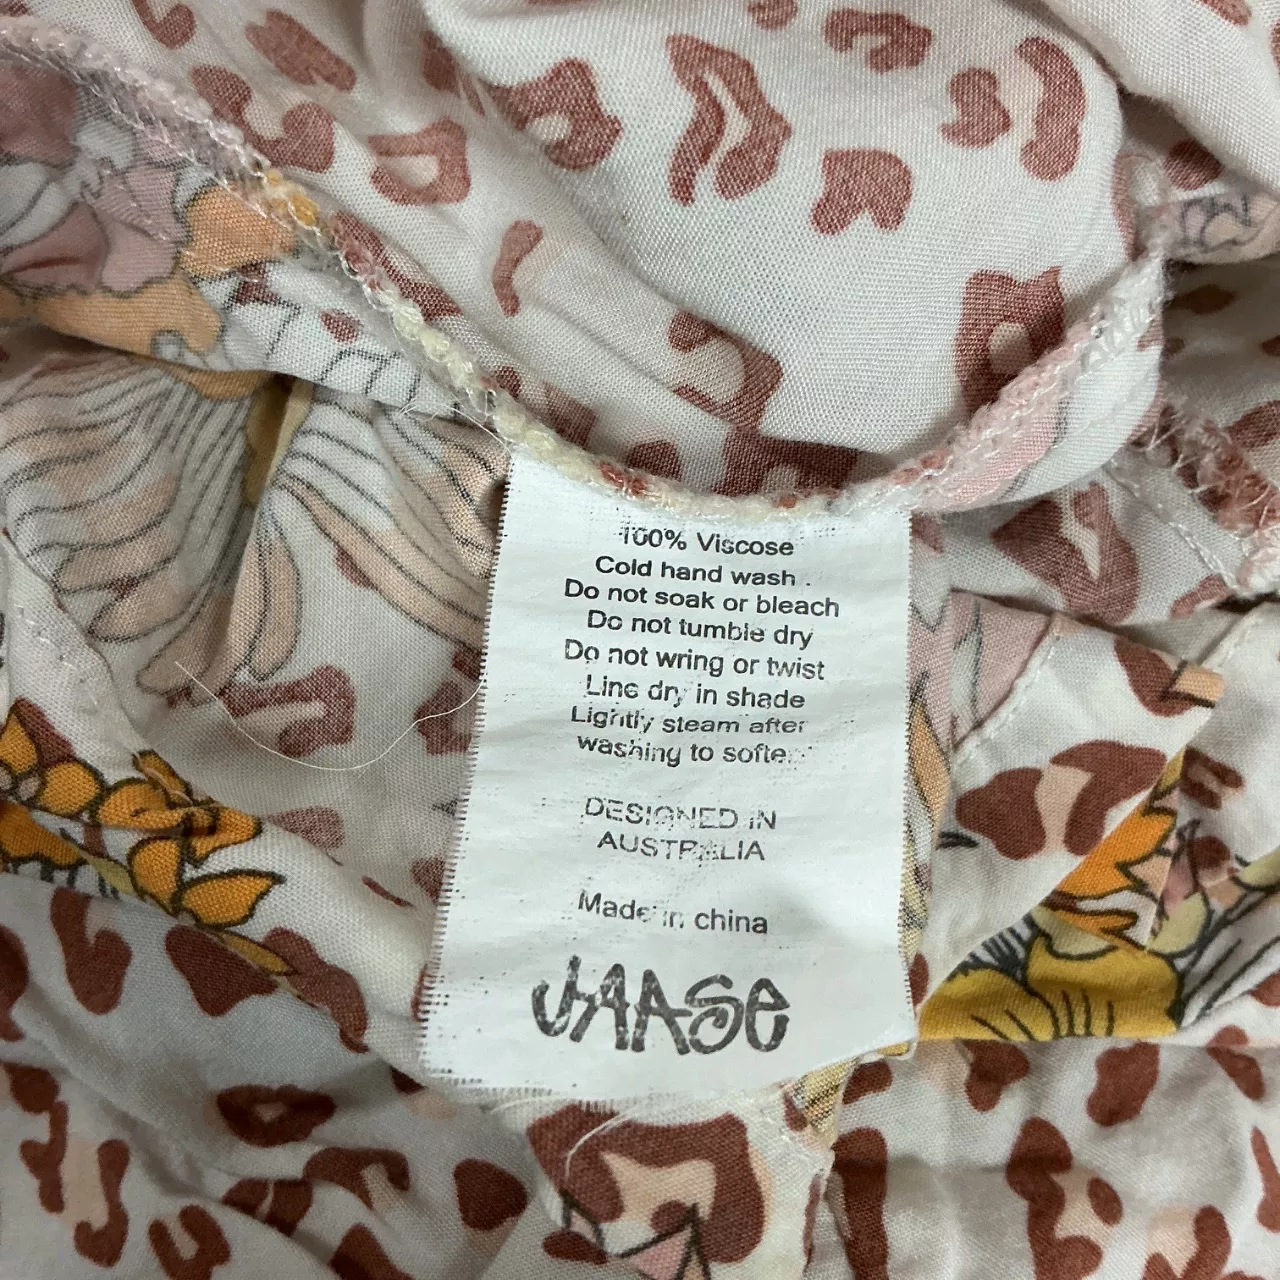 100% Viscose
Cold hand wash .
Do not soak or bleach
Do not tumble dry
Do not wring or twist
Line dry in shade
Lightly steam after
washing to softe
DESIGNED IN
AUSTRALIA
Made in china
JAASE